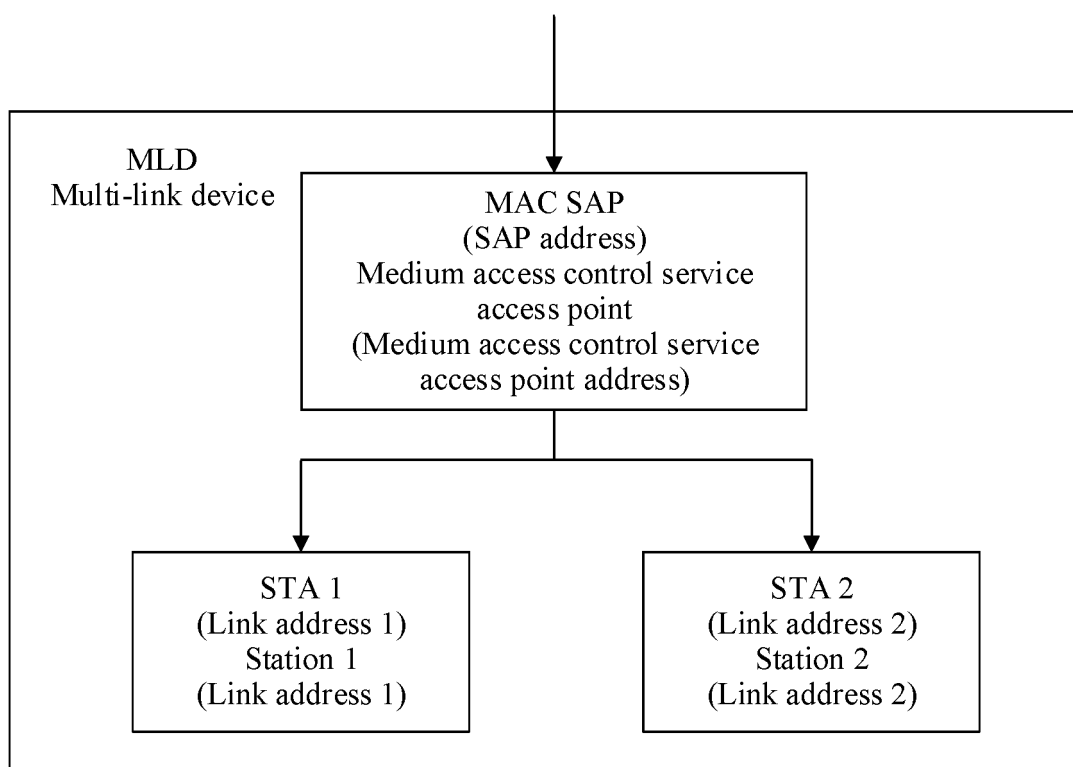 MLD
Multi-link device
MAC SAP
(SAP address)
Medium access control service
access point
(Medium access control service
access point address)
STA 1
(Link address 1)
Station 1
(Link address 1)
STA 2
(Link address 2)
Station 2
(Link address 2)